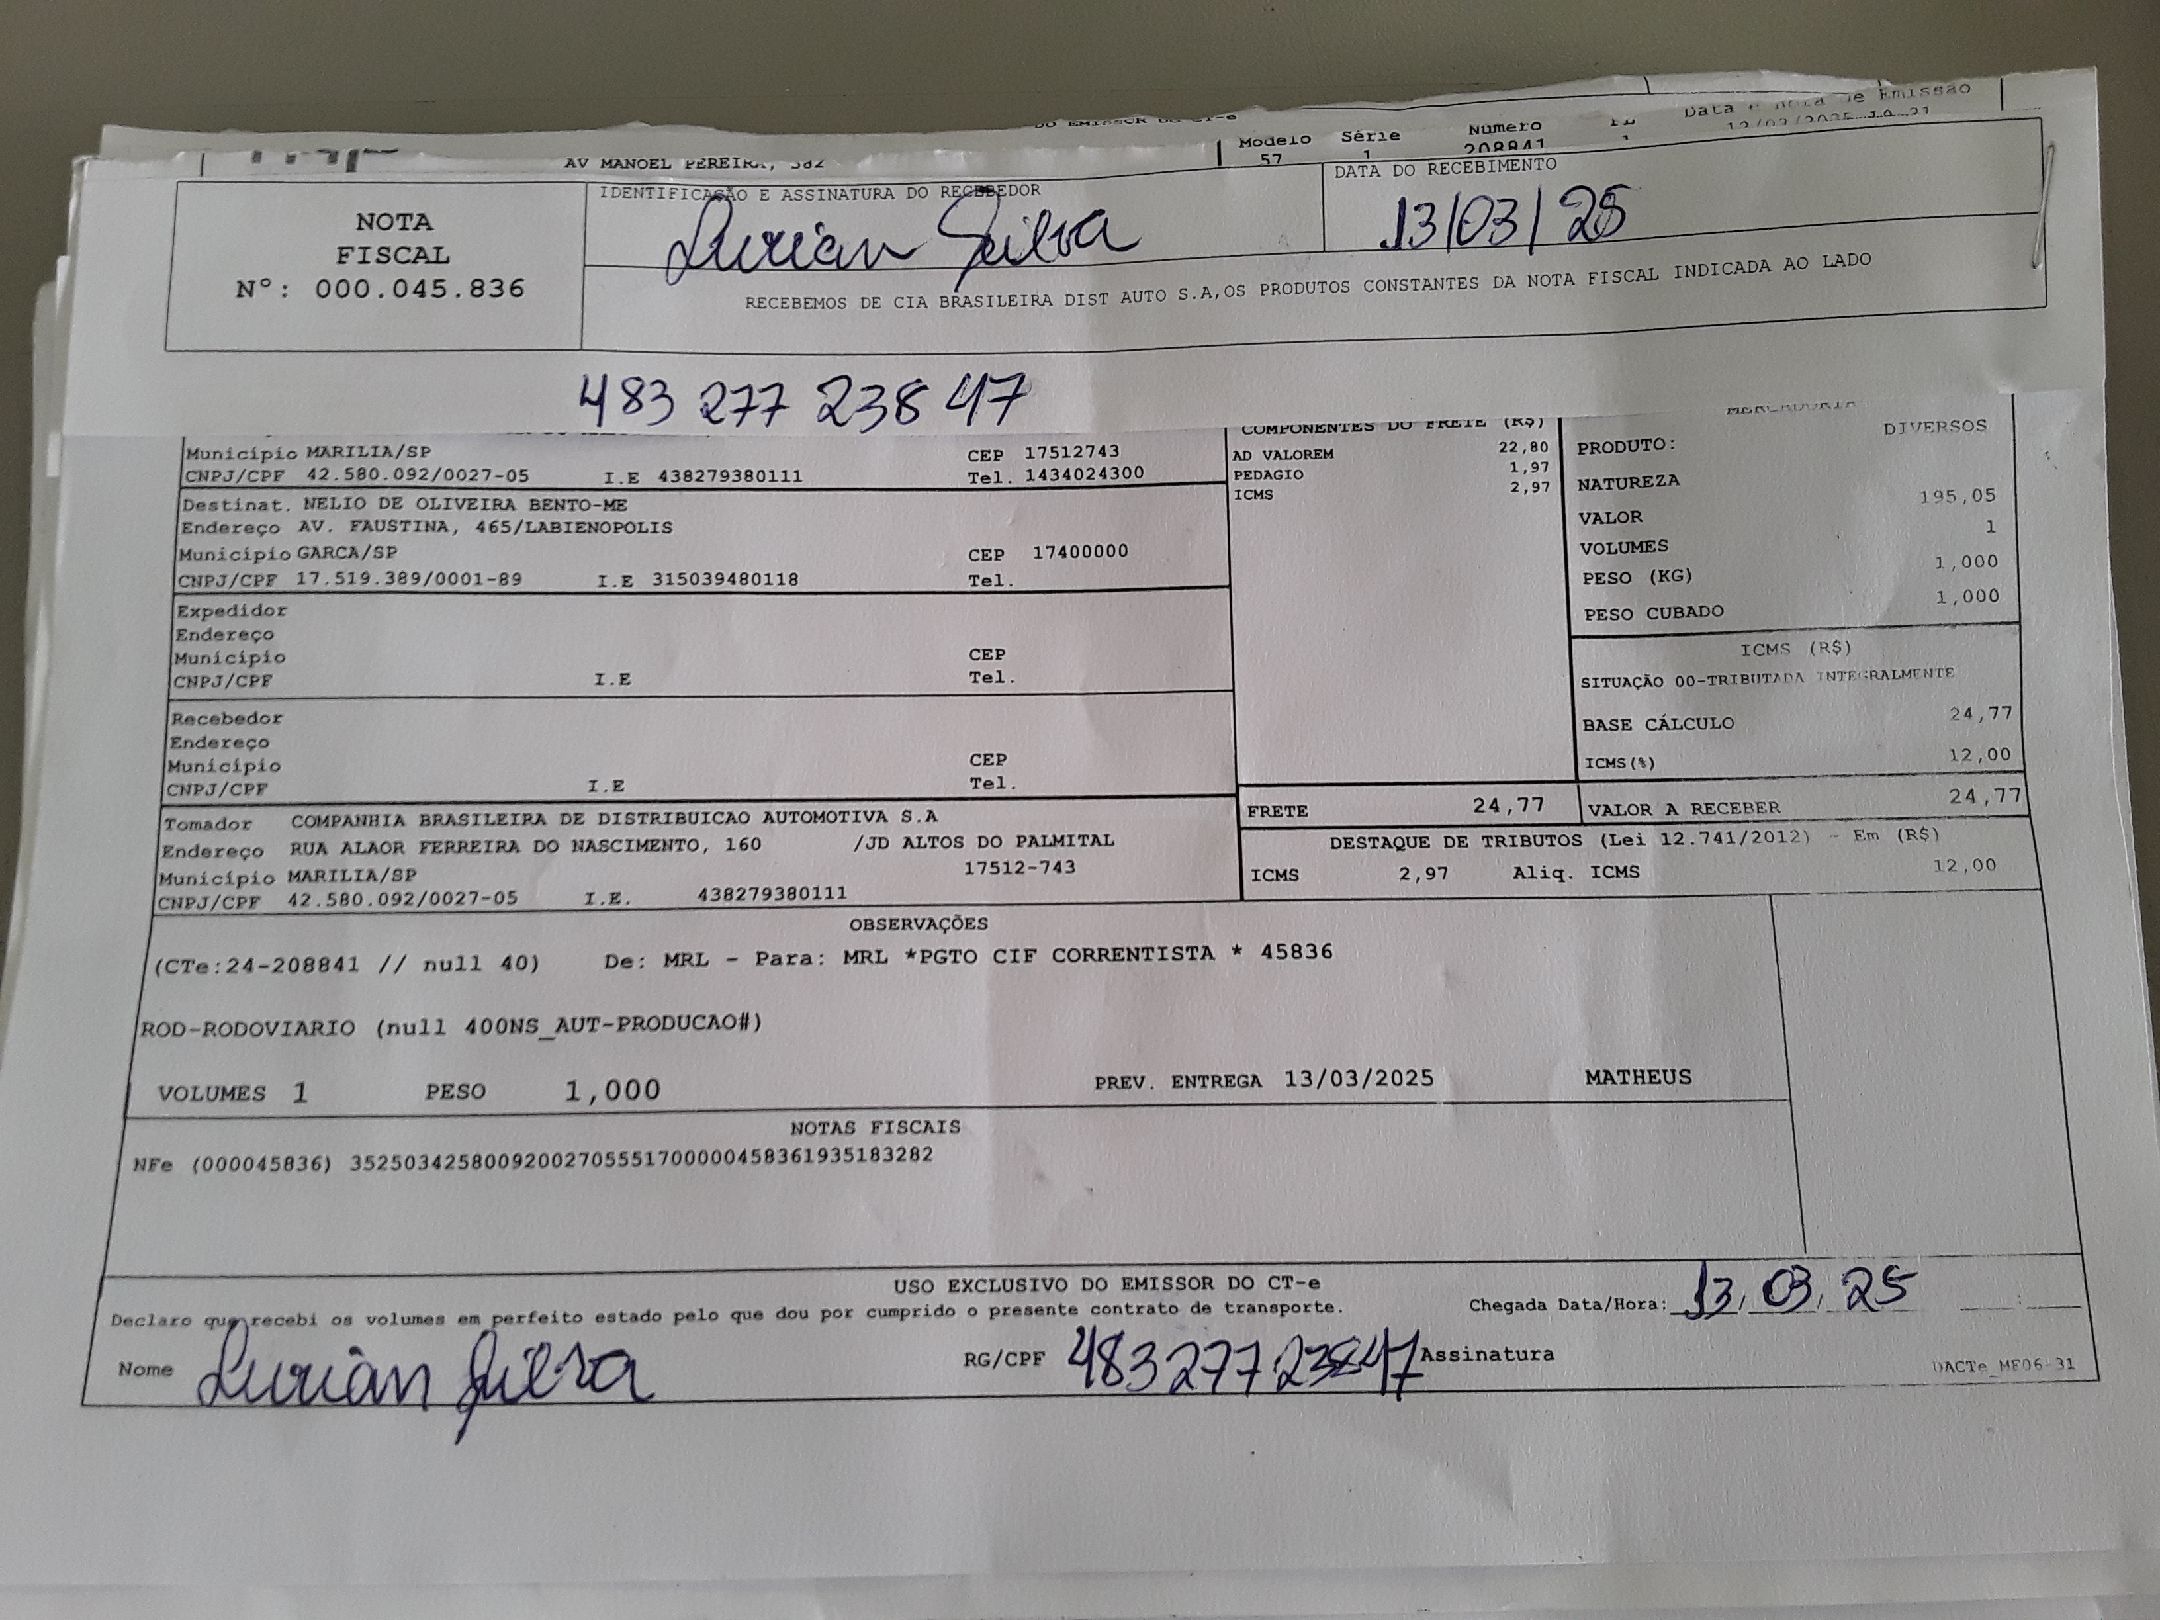 AV MANOEL PEREIRA, 582
Modelo Série Numero Data e Hora de Emissão
57 1 208841 1 12/03/2025
NOTA
FISCAL
Nº: 000.045.836
IDENTIFICAÇÃO E ASSINATURA DO RECEBEDOR
Lurian Silva
DATA DO RECEBIMENTO
13/03/25
RECEBEMOS DE CIA BRASILEIRA DIST AUTO S.A,OS PRODUTOS CONSTANTES DA NOTA FISCAL INDICADA AO LADO
483 277 238 47
Município MARILIA/SP CEP 17512743
CNPJ/CPF 42.580.092/0027-05 I.E 438279380111 Tel. 1434024300
Destinat. NELIO DE OLIVEIRA BENTO-ME
Endereço AV. FAUSTINA, 465/LABIENOPOLIS
Município GARCA/SP CEP 17400000
CNPJ/CPF 17.519.389/0001-89 I.E 315039480118 Tel.
Expedidor
Endereço
Município CEP
CNPJ/CPF I.E Tel.
Recebedor
Endereço
Município CEP
CNPJ/CPF I.E Tel.
Tomador COMPANHIA BRASILEIRA DE DISTRIBUICAO AUTOMOTIVA S.A
Endereço RUA ALAOR FERREIRA DO NASCIMENTO, 160 /JD ALTOS DO PALMITAL
Município MARILIA/SP 17512-743
CNPJ/CPF 42.580.092/0027-05 I.E. 438279380111
COMPONENTES DO FRETE (R$)
AD VALOREM 22,80
PEDAGIO 1,97
ICMS 2,97
MERCADORIA
PRODUTO: DIVERSOS
NATUREZA
VALOR 195,05
VOLUMES 1
PESO (KG) 1,000
PESO CUBADO 1,000
ICMS (R$)
SITUAÇÃO 00-TRIBUTADA INTEGRALMENTE
BASE CÁLCULO 24,77
ICMS(%) 12,00
FRETE 24,77 VALOR A RECEBER 24,77
DESTAQUE DE TRIBUTOS (Lei 12.741/2012) - Em (R$)
ICMS 2,97 Aliq. ICMS 12,00
OBSERVAÇÕES
(CTe:24-208841 // null 40) De: MRL - Para: MRL *PGTO CIF CORRENTISTA * 45836
ROD-RODOVIARIO (null 400NS_AUT-PRODUCAO#)
VOLUMES 1 PESO 1,000 PREV. ENTREGA 13/03/2025 MATHEUS
NOTAS FISCAIS
NFe (000045836) 35250342580092002705551700000458361935183282
USO EXCLUSIVO DO EMISSOR DO CT-e
Declaro que recebi os volumes em perfeito estado pelo que dou por cumprido o presente contrato de transporte. Chegada Data/Hora: 13/03/25 :
Nome Lurian Silva RG/CPF 48327723847 Assinatura
DACTe_ME06-31